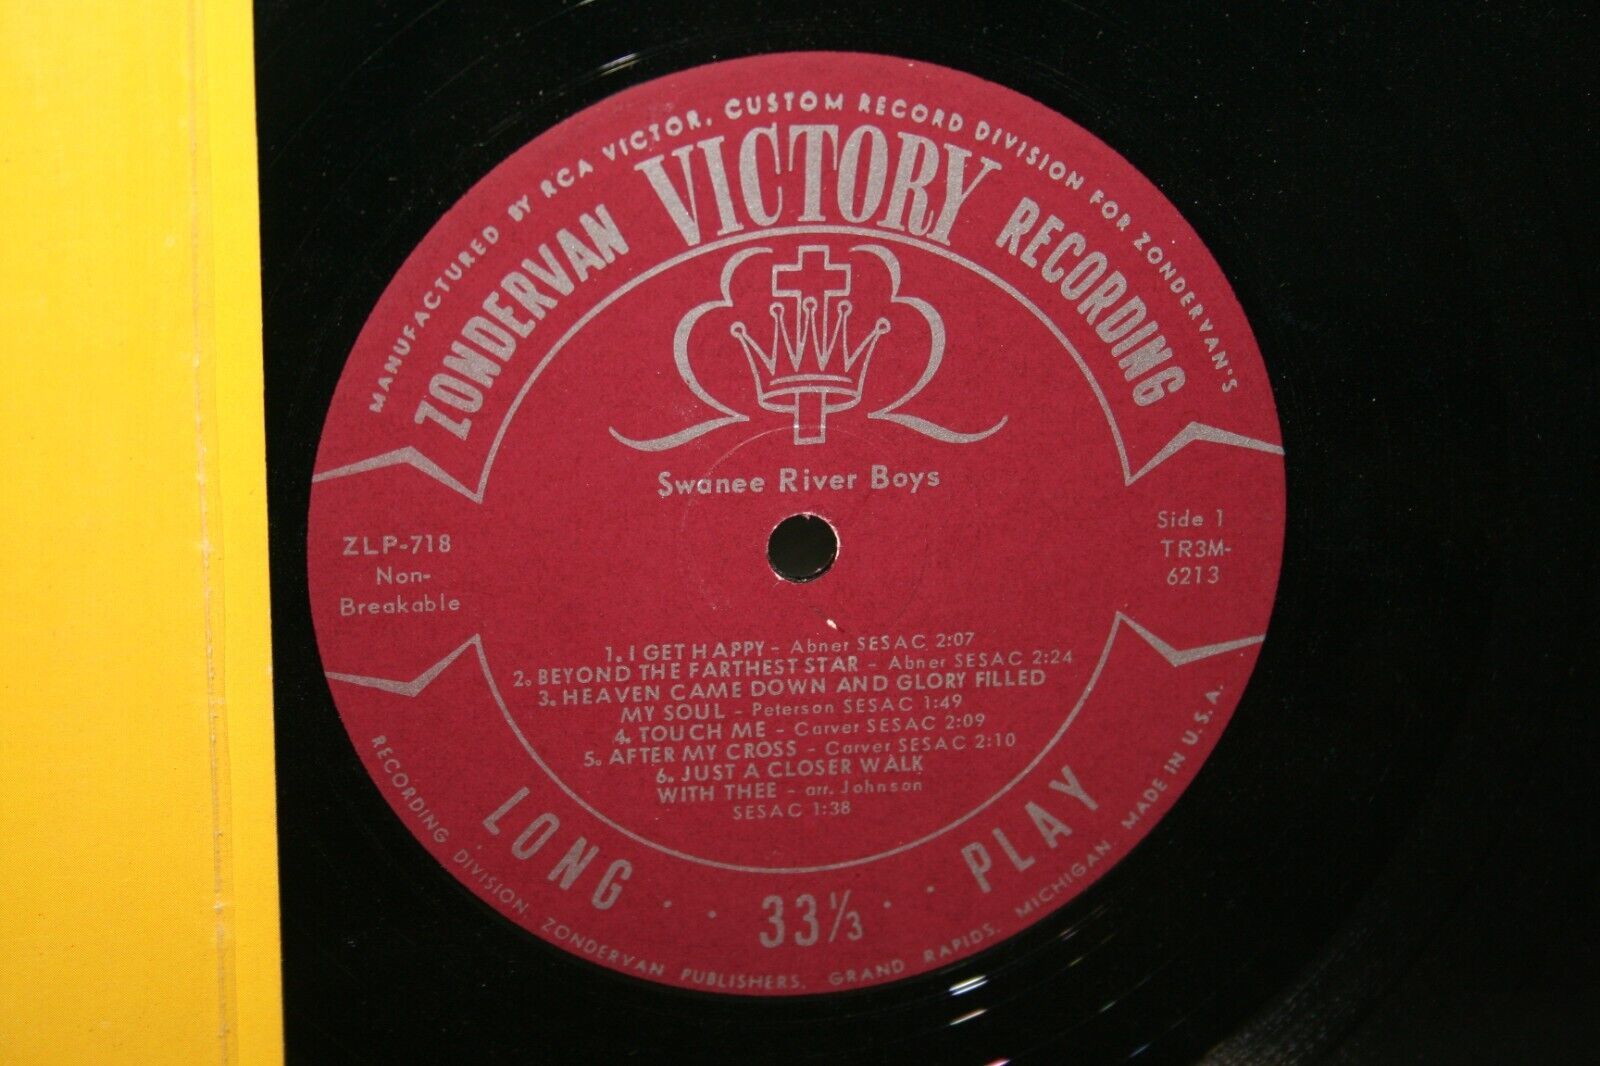 MANUFACTURED BY RCA VICTOR, CUSTOM RECORD DIVISION FOR ZONDERVAN'S
ZONDERVAN VICTORY RECORDING
Swanee River Boys
ZLP-718
Non-
Breakable
Side 1
TR3M-
6213
1. I GET HAPPY - Abner SESAC 2:07
2. BEYOND THE FARTHEST STAR - Abner SESAC 2:24
3. HEAVEN CAME DOWN AND GLORY FILLED
MY SOUL - Peterson SESAC 1:49
4. TOUCH ME - Carver SESAC 2:09
5. AFTER MY CROSS - Carver SESAC 2:10
6. JUST A CLOSER WALK
WITH THEE - arr. Johnson
SESAC 1:38
LONG · · 33⅓ · · PLAY
RECORDING DIVISION, ZONDERVAN PUBLISHERS, GRAND RAPIDS, MICHIGAN. MADE IN U.S.A.